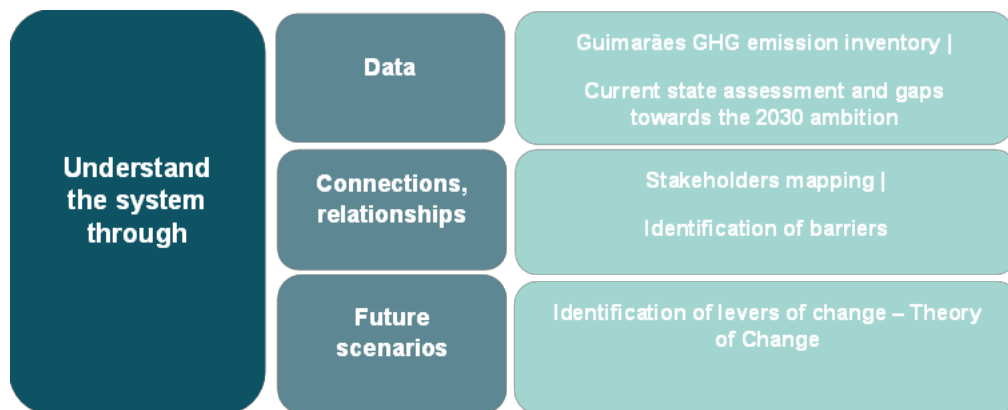 Understand
the system
through
Data
Guimarães GHG emission inventory |
Current state assessment and gaps
towards the 2030 ambition
Connections,
relationships
Stakeholders mapping |
Identification of barriers
Future
scenarios
Identification of levers of change – Theory
of Change